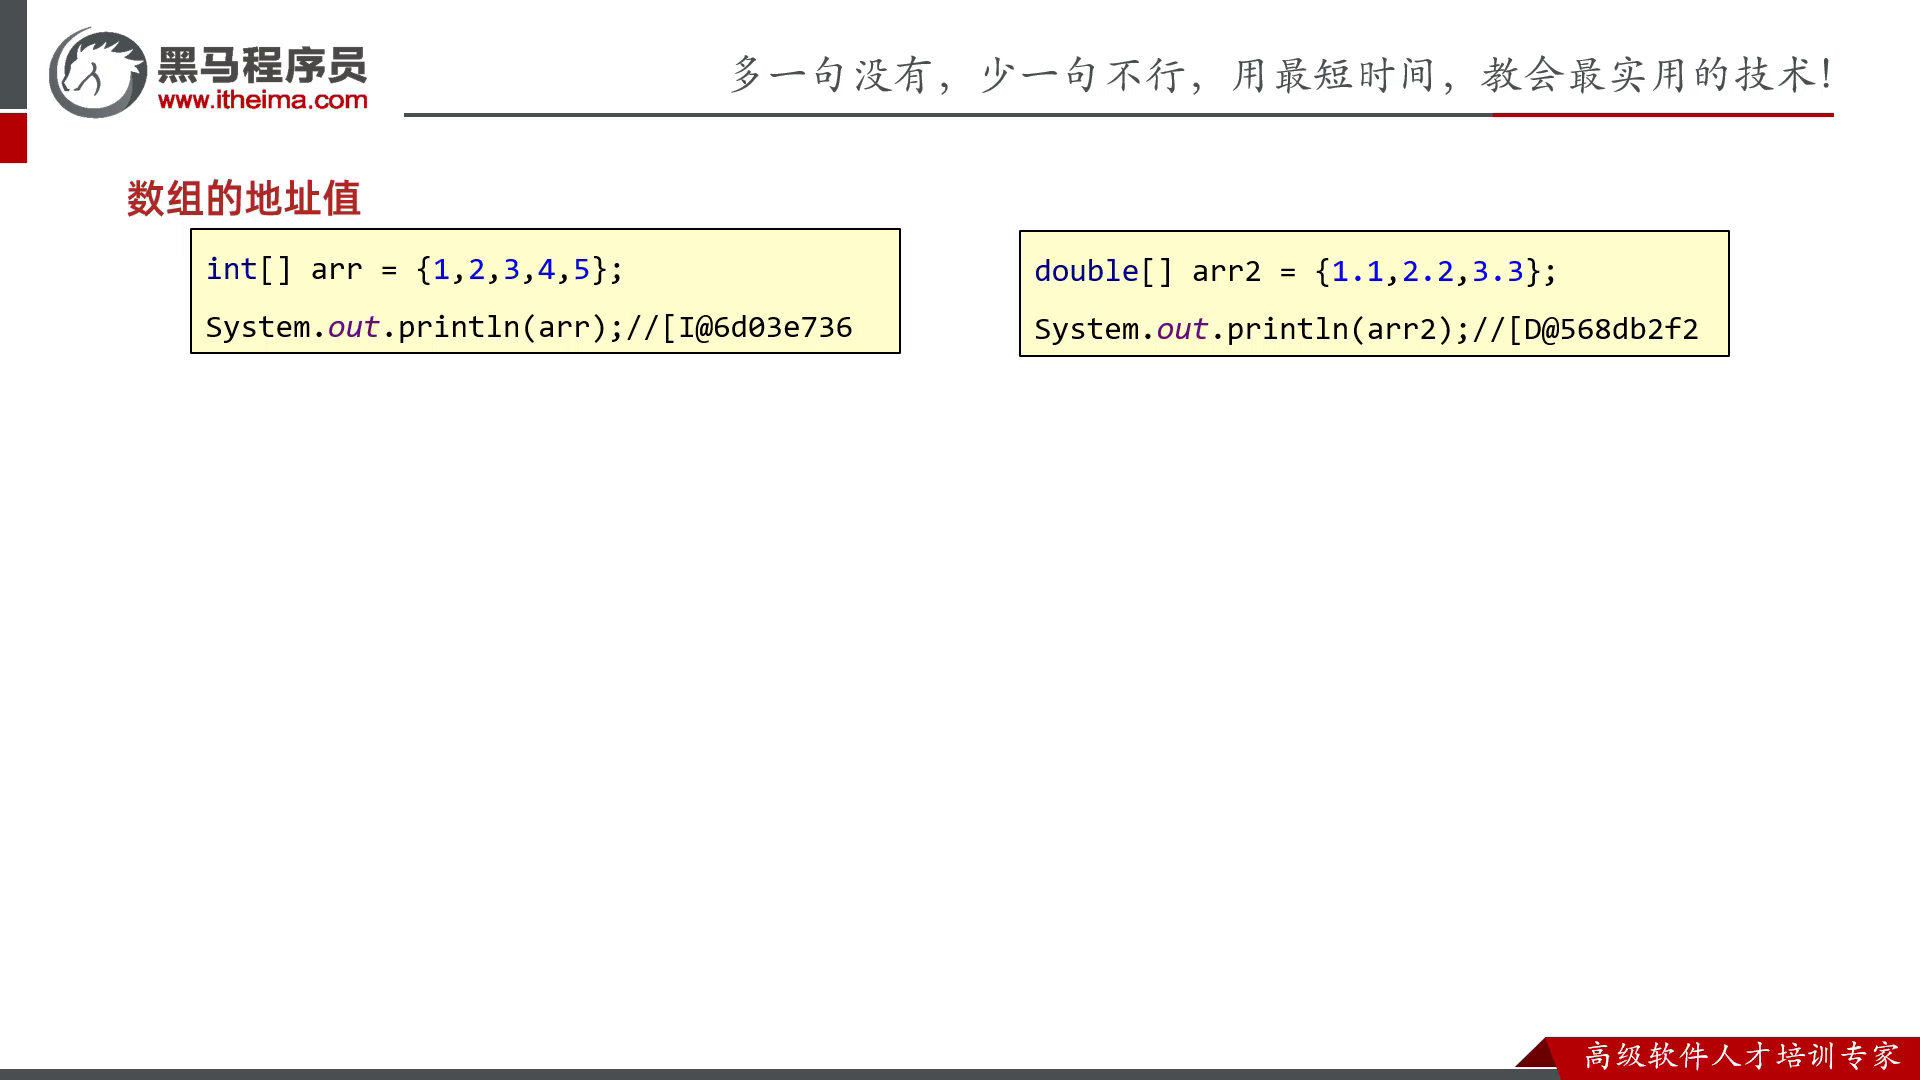 黑马程序员
www.itheima.com
多一句没有，少一句不行，用最短时间，教会最实用的技术！
数组的地址值
int[] arr = {1,2,3,4,5};
System.out.println(arr);//[I@6d03e736
double[] arr2 = {1.1,2.2,3.3};
System.out.println(arr2);//[D@568db2f2
高级软件人才培训专家